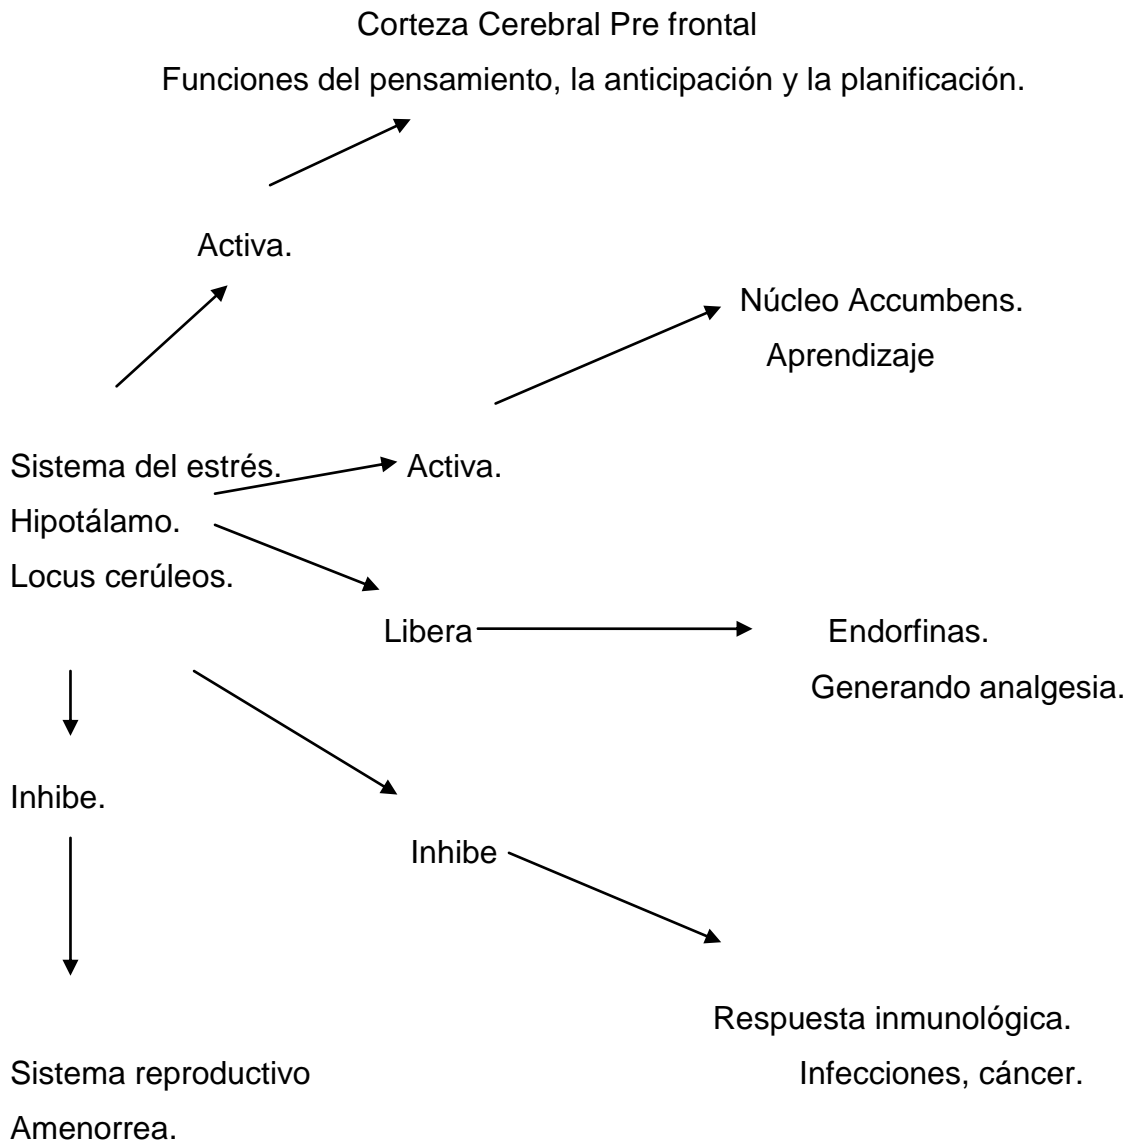 Corteza Cerebral Pre frontal
Funciones del pensamiento, la anticipación y la planificación.
Activa.
Núcleo Accumbens.
Aprendizaje
Sistema del estrés.
Activa.
Hipotálamo.
Locus cerúleos.
Libera
Endorfinas.
Generando analgesia.
Inhibe.
Inhibe
Respuesta inmunológica.
Sistema reproductivo
Infecciones, cáncer.
Amenorrea.